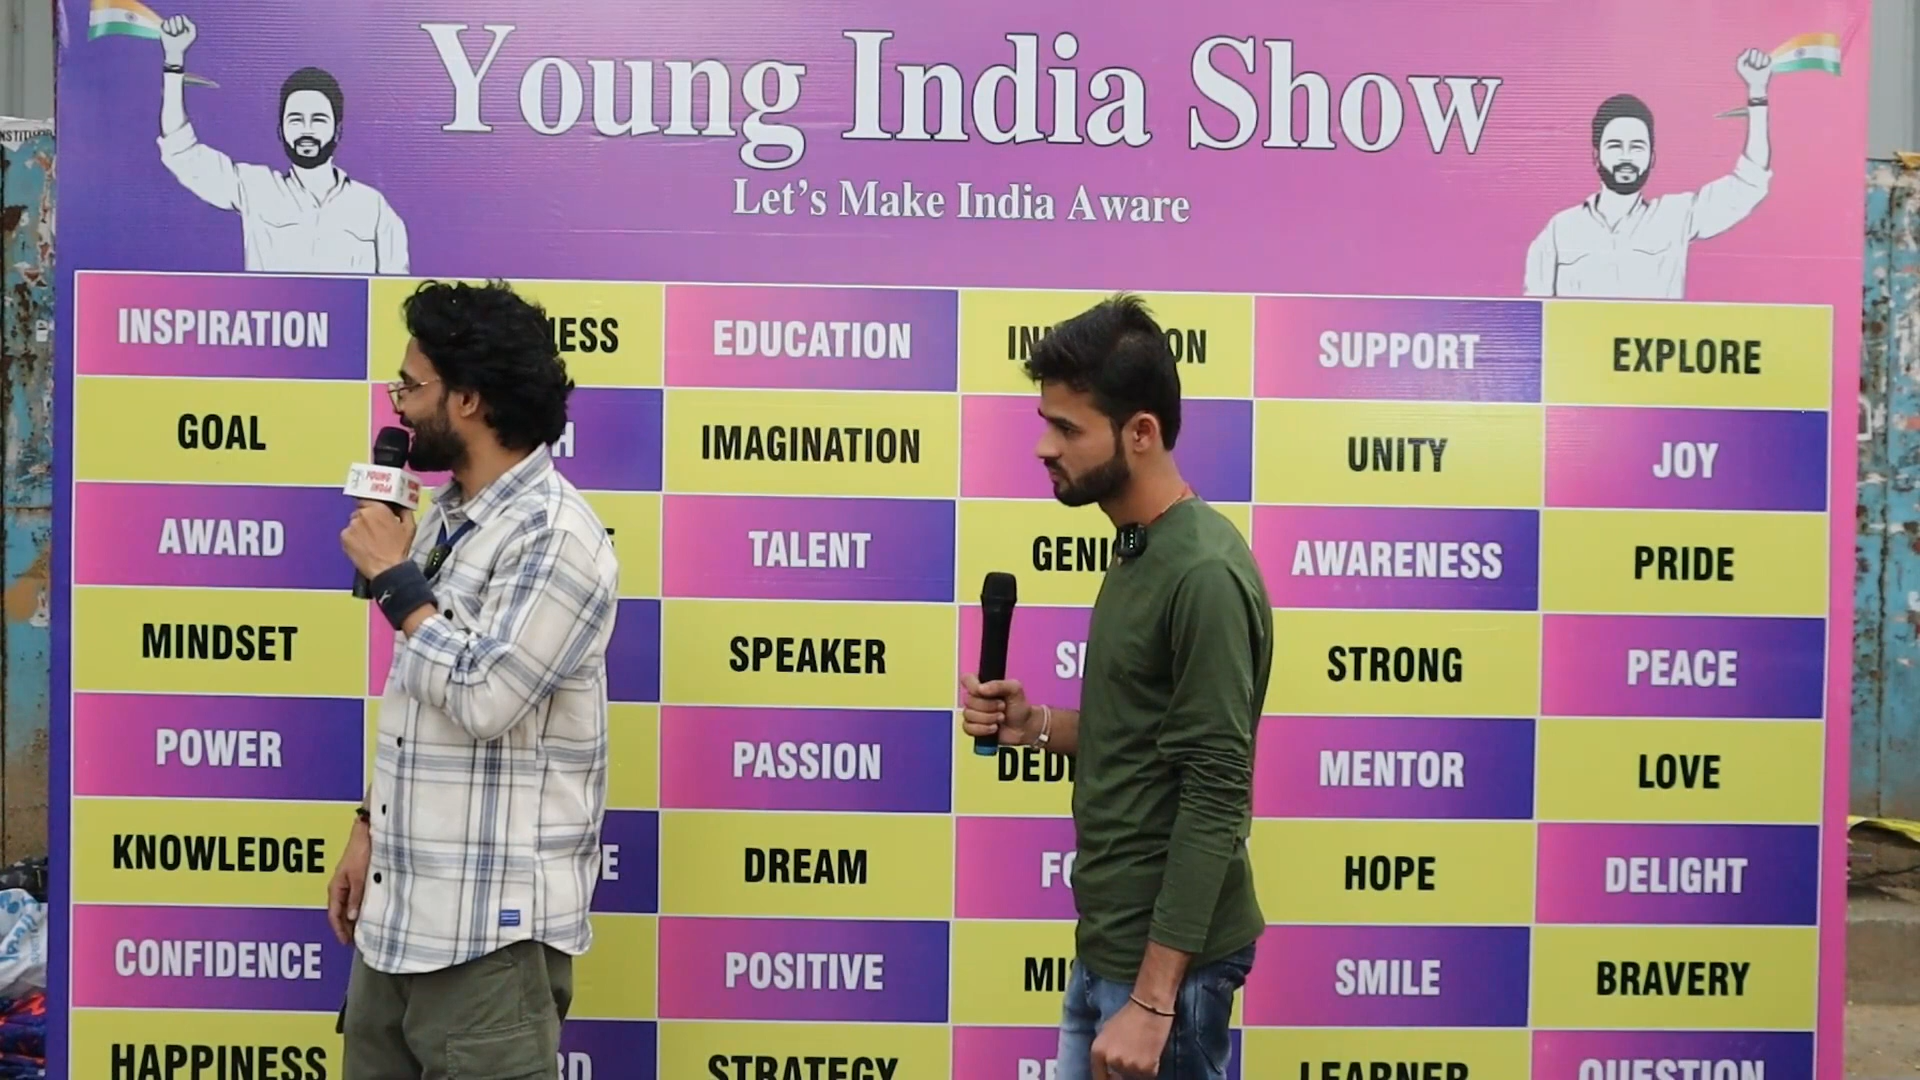 Young India Show
Let's Make India Aware
INSPIRATION EDUCATION SUPPORT EXPLORE
GOAL IMAGINATION UNITY JOY
AWARD TALENT AWARENESS PRIDE
MINDSET SPEAKER STRONG PEACE
POWER PASSION MENTOR LOVE
KNOWLEDGE DREAM HOPE DELIGHT
CONFIDENCE POSITIVE SMILE BRAVERY
HAPPINESS STRATEGY LEARNER QUESTION
YOUNG
INDIA